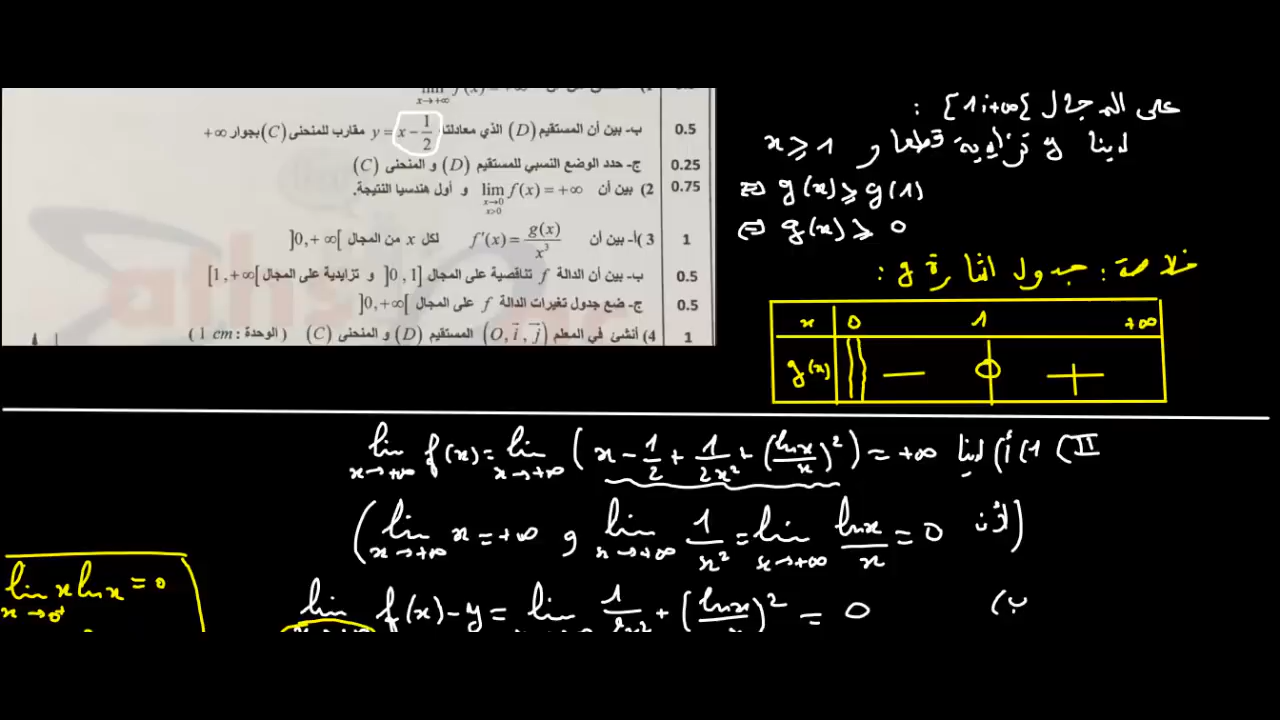 lim f(x) = +∞
x→+∞
0.5 ب- بين أن المستقيم (D) الذي معادلته y = x − 1/2 مقارب للمنحنى (C) بجوار +∞
0.25 ج- حدد الوضع النسبي للمستقيم (D) و المنحنى (C)
0.75 2) بين أن lim f(x) = +∞ و أول هندسيا النتيجة.
x→0
x>0
1 3)أ- بين أن f'(x) = g(x)/x³ لكل x من المجال ]0,+∞[
0.5 ب- بين أن الدالة f تناقصية على المجال ]0,1] و تزايدية على المجال [1,+∞[
0.5 ج- ضع جدول تغيرات الدالة f على المجال ]0,+∞[
1 4) أنشئ في المعلم (O, i, j) المستقيم (D) و المنحنى (C) ( الوحدة : 1 cm )
على المجال [1;+∞[ :
لدينا g تزايدية قطعا و x ⩾ 1
⇔ g(x) ⩾ g(1)
⇔ g(x) ⩾ 0
خلاصة : جدول اشارة g :
x 0 1 +∞
g(x) || − 0 +
II) 1) أ) لدينا lim f(x) = lim ( x − 1/2 + 1/2x² + (lnx/x)² ) = +∞
x→+∞ x→+∞
(لأن lim x = +∞ و lim 1/x² = lim lnx/x = 0)
x→+∞ x→+∞ x→+∞
ب) lim f(x) − y = lim 1/2x² + (lnx/x)² = 0
lim x lnx = 0
x→0⁺